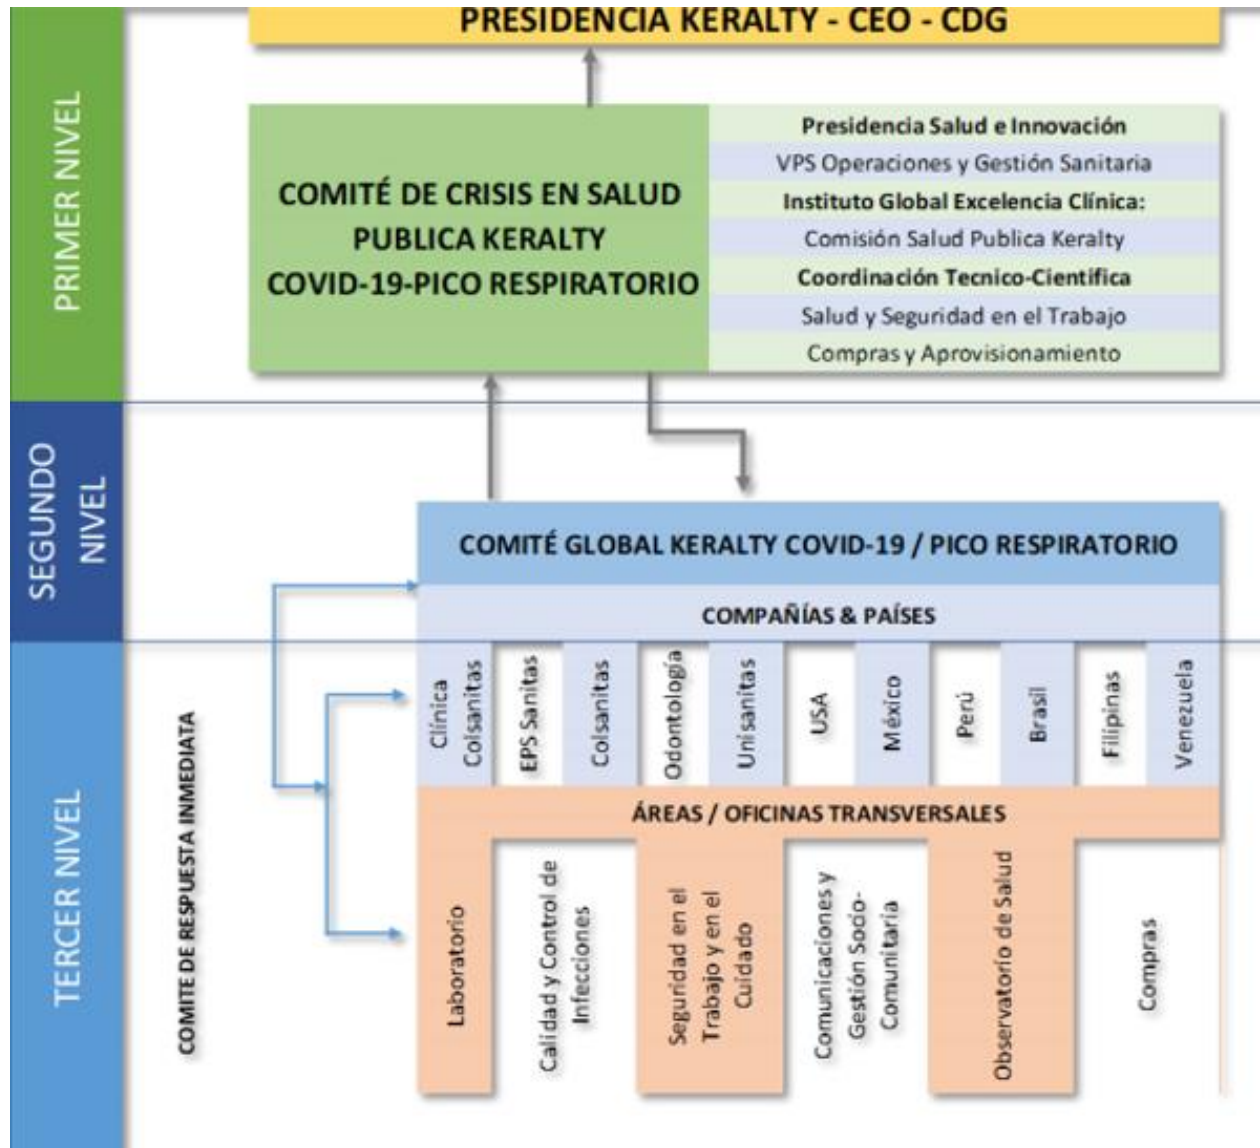 PRESIDENCIA KERALTY - CEO - CDG
PRIMER NIVEL
COMITÉ DE CRISIS EN SALUD
PUBLICA KERALTY
COVID-19-PICO RESPIRATORIO
Presidencia Salud e Innovación
VPS Operaciones y Gestión Sanitaria
Instituto Global Excelencia Clínica:
Comisión Salud Publica Keralty
Coordinación Tecnico-Científica
Salud y Seguridad en el Trabajo
Compras y Aprovisionamiento
SEGUNDO
NIVEL
COMITÉ GLOBAL KERALTY COVID-19 / PICO RESPIRATORIO
COMPAÑÍAS & PAÍSES
TERCER NIVEL
COMITE DE RESPUESTA INMEDIATA
Clínica
Colsanitas
EPS Sanitas
Colsanitas
Odontología
Unisanitas
USA
México
Perú
Brasil
Filipinas
Venezuela
ÁREAS / OFICINAS TRANSVERSALES
Laboratorio
Calidad y Control de
Infecciones
Seguridad en el
Trabajo y en el
Cuidado
Comunicaciones y
Gestión Socio-
Comunitaria
Observatorio de Salud
Compras